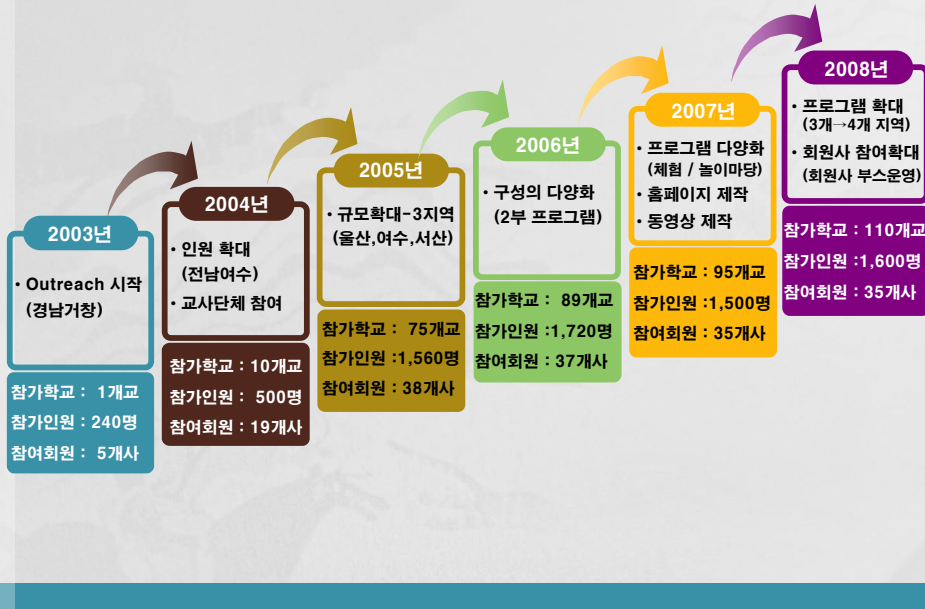 2003년
· Outreach 시작
(경남거창)
참가학교 : 1개교
참가인원 : 240명
참여회원 : 5개사
2004년
· 인원 확대
(전남여수)
· 교사단체 참여
참가학교 : 10개교
참가인원 : 500명
참여회원 : 19개사
2005년
· 규모확대-3지역
(울산,여수,서산)
참가학교 : 75개교
참가인원 :1,560명
참여회원 : 38개사
2006년
· 구성의 다양화
(2부 프로그램)
참가학교 : 89개교
참가인원 :1,720명
참여회원 : 37개사
2007년
· 프로그램 다양화
(체험 / 놀이마당)
· 홈페이지 제작
· 동영상 제작
참가학교 : 95개교
참가인원 :1,500명
참여회원 : 35개사
2008년
· 프로그램 확대
(3개→4개 지역)
· 회원사 참여확대
(회원사 부스운영)
참가학교 : 110개교
참가인원 :1,600명
참여회원 : 35개사